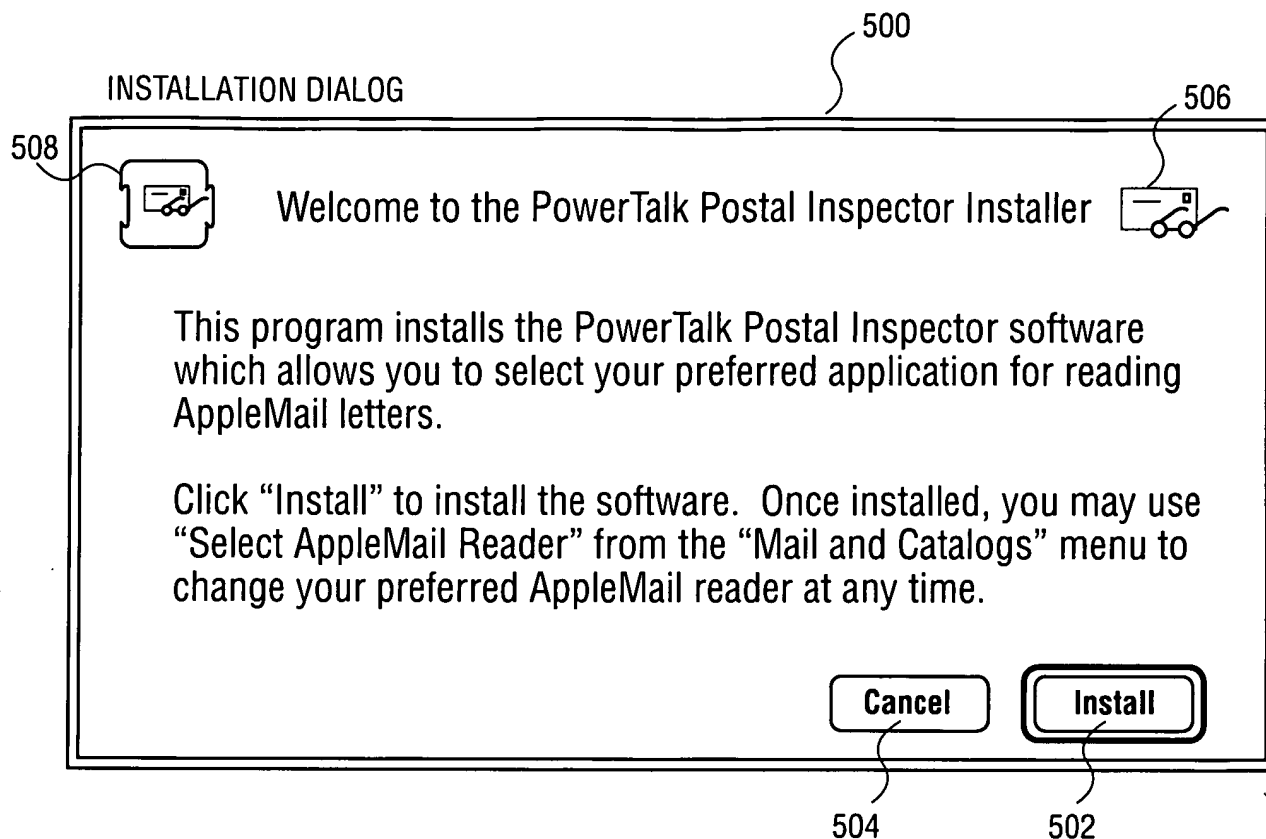 500
INSTALLATION DIALOG
506
508
Welcome to the PowerTalk Postal Inspector Installer
This program installs the PowerTalk Postal Inspector software
which allows you to select your preferred application for reading
AppleMail letters.
Click “Install” to install the software. Once installed, you may use
“Select AppleMail Reader” from the “Mail and Catalogs” menu to
change your preferred AppleMail reader at any time.
Cancel
Install
504
502